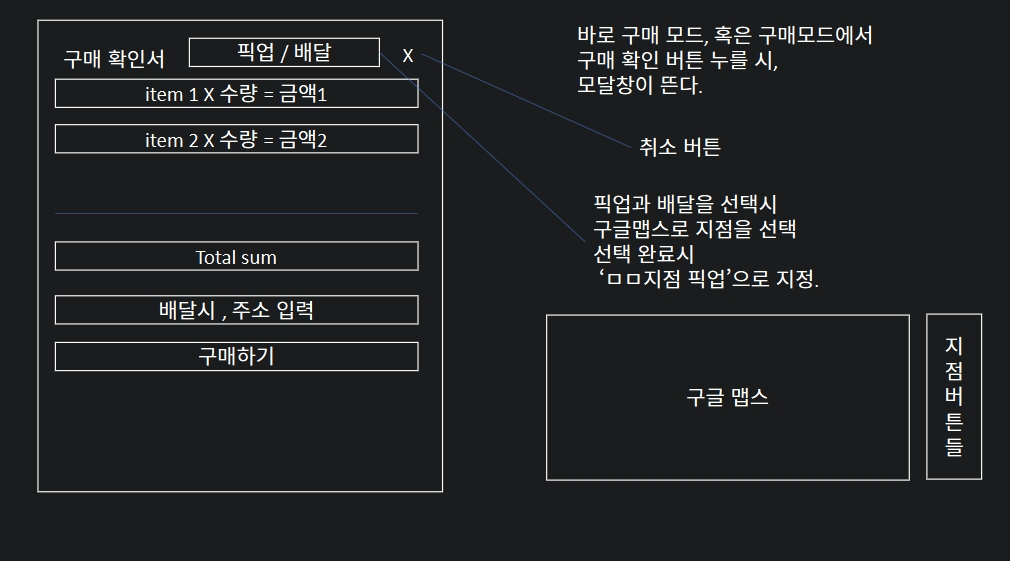 구매 확인서
픽업 / 배달
X
item 1 X 수량 = 금액1
item 2 X 수량 = 금액2
Total sum
배달시 , 주소 입력
구매하기
바로 구매 모드, 혹은 구매모드에서
구매 확인 버튼 누를 시,
모달창이 뜬다.
취소 버튼
픽업과 배달을 선택시
구글맵스로 지점을 선택
선택 완료시
‘ㅁㅁ지점 픽업’으로 지정.
구글 맵스
지
점
버
튼
들